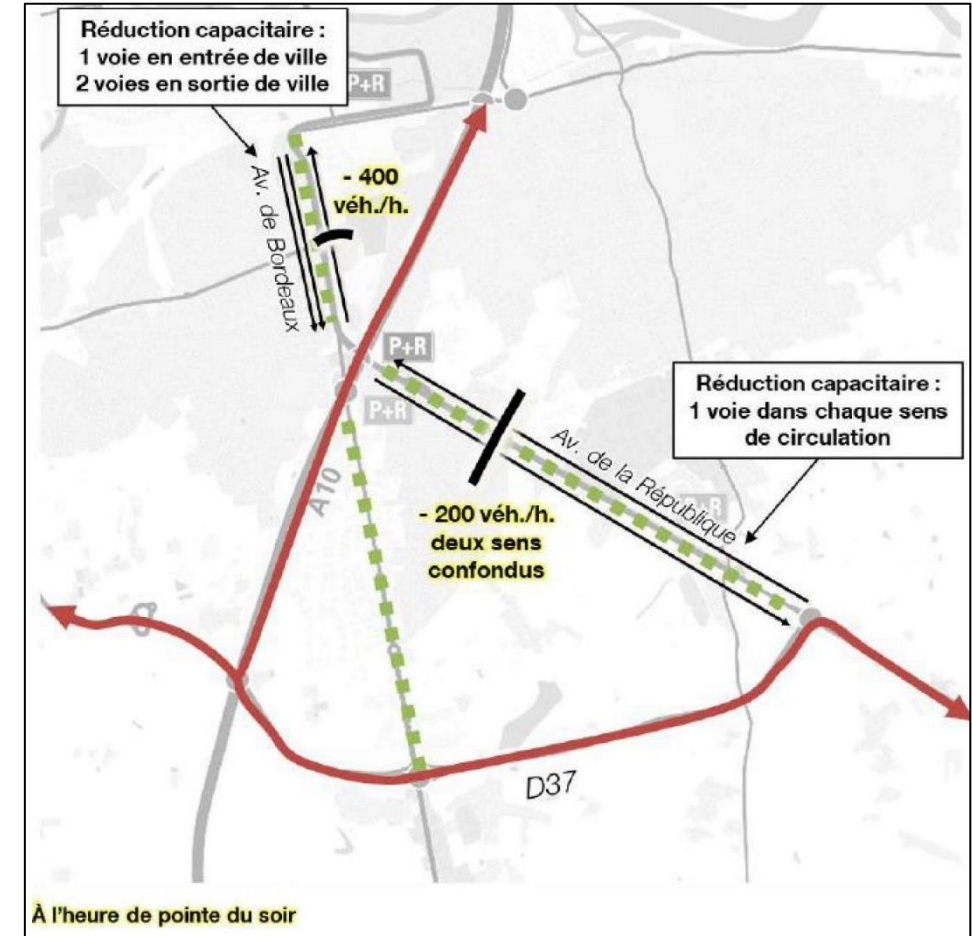 Réduction capacitaire :
1 voie en entrée de ville
2 voies en sortie de ville
P+R
Av. de Bordeaux
- 400
véh./h.
P+R
P+R
Réduction capacitaire :
1 voie dans chaque sens
de circulation
Av. de la République
P+R
A10
- 200 véh./h.
deux sens
confondus
D37
À l'heure de pointe du soir